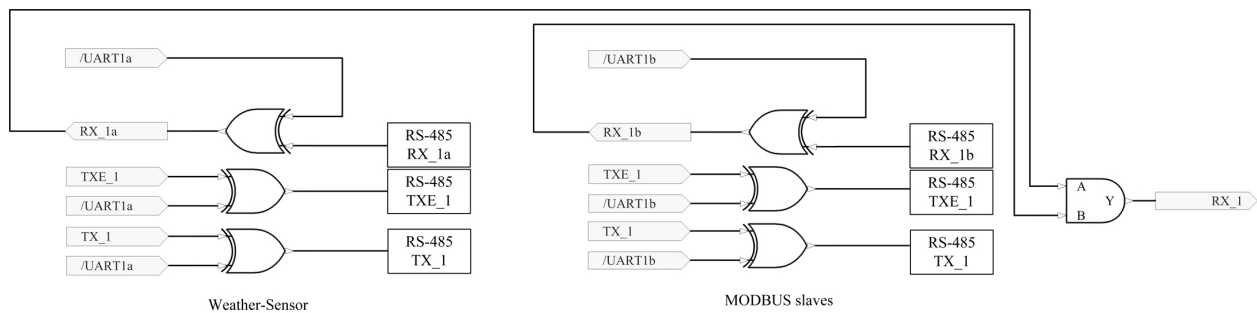 /UART1a
RX_1a
RS-485
RX_1a
TXE_1
/UART1a
RS-485
TXE_1
TX_1
/UART1a
RS-485
TX_1
Weather-Sensor
/UART1b
RX_1b
RS-485
RX_1b
TXE_1
/UART1b
RS-485
TXE_1
TX_1
/UART1b
RS-485
TX_1
MODBUS slaves
A
B
Y
RX_1